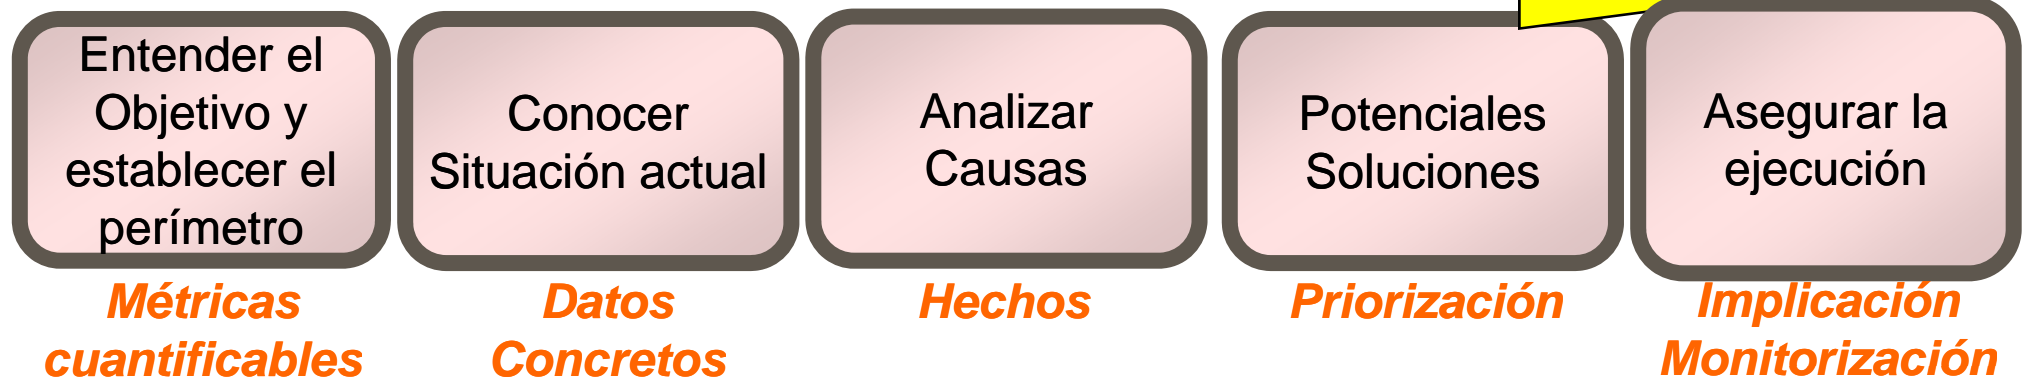 Entender el
Objetivo y
establecer el
perímetro
Conocer
Situación actual
Analizar
Causas
Potenciales
Soluciones
Asegurar la
ejecución
Métricas
cuantificables
Datos
Concretos
Hechos
Priorización
Implicación
Monitorización